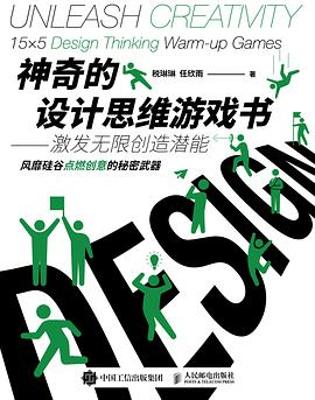 UNLEASH CREATIVITY
15×5 Design Thinking Warm-up Games
神奇的
税琳琳 任欣雨 著
设计思维游戏书
——激发无限创造潜能
风靡硅谷点燃创意的秘密武器
DESIGN
中国工信出版集团
人民邮电出版社
POSTS & TELECOM PRESS